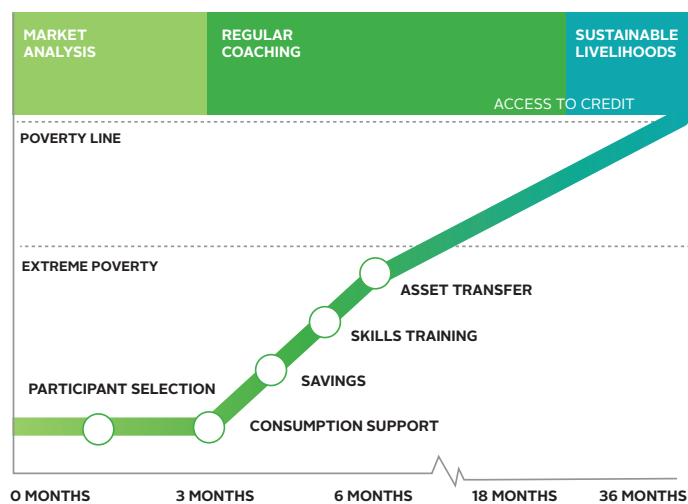 MARKET
ANALYSIS
REGULAR
COACHING
SUSTAINABLE
LIVELIHOODS
ACCESS TO CREDIT
POVERTY LINE
EXTREME POVERTY
ASSET TRANSFER
SKILLS TRAINING
SAVINGS
PARTICIPANT SELECTION
CONSUMPTION SUPPORT
0 MONTHS
3 MONTHS
6 MONTHS
18 MONTHS
36 MONTHS